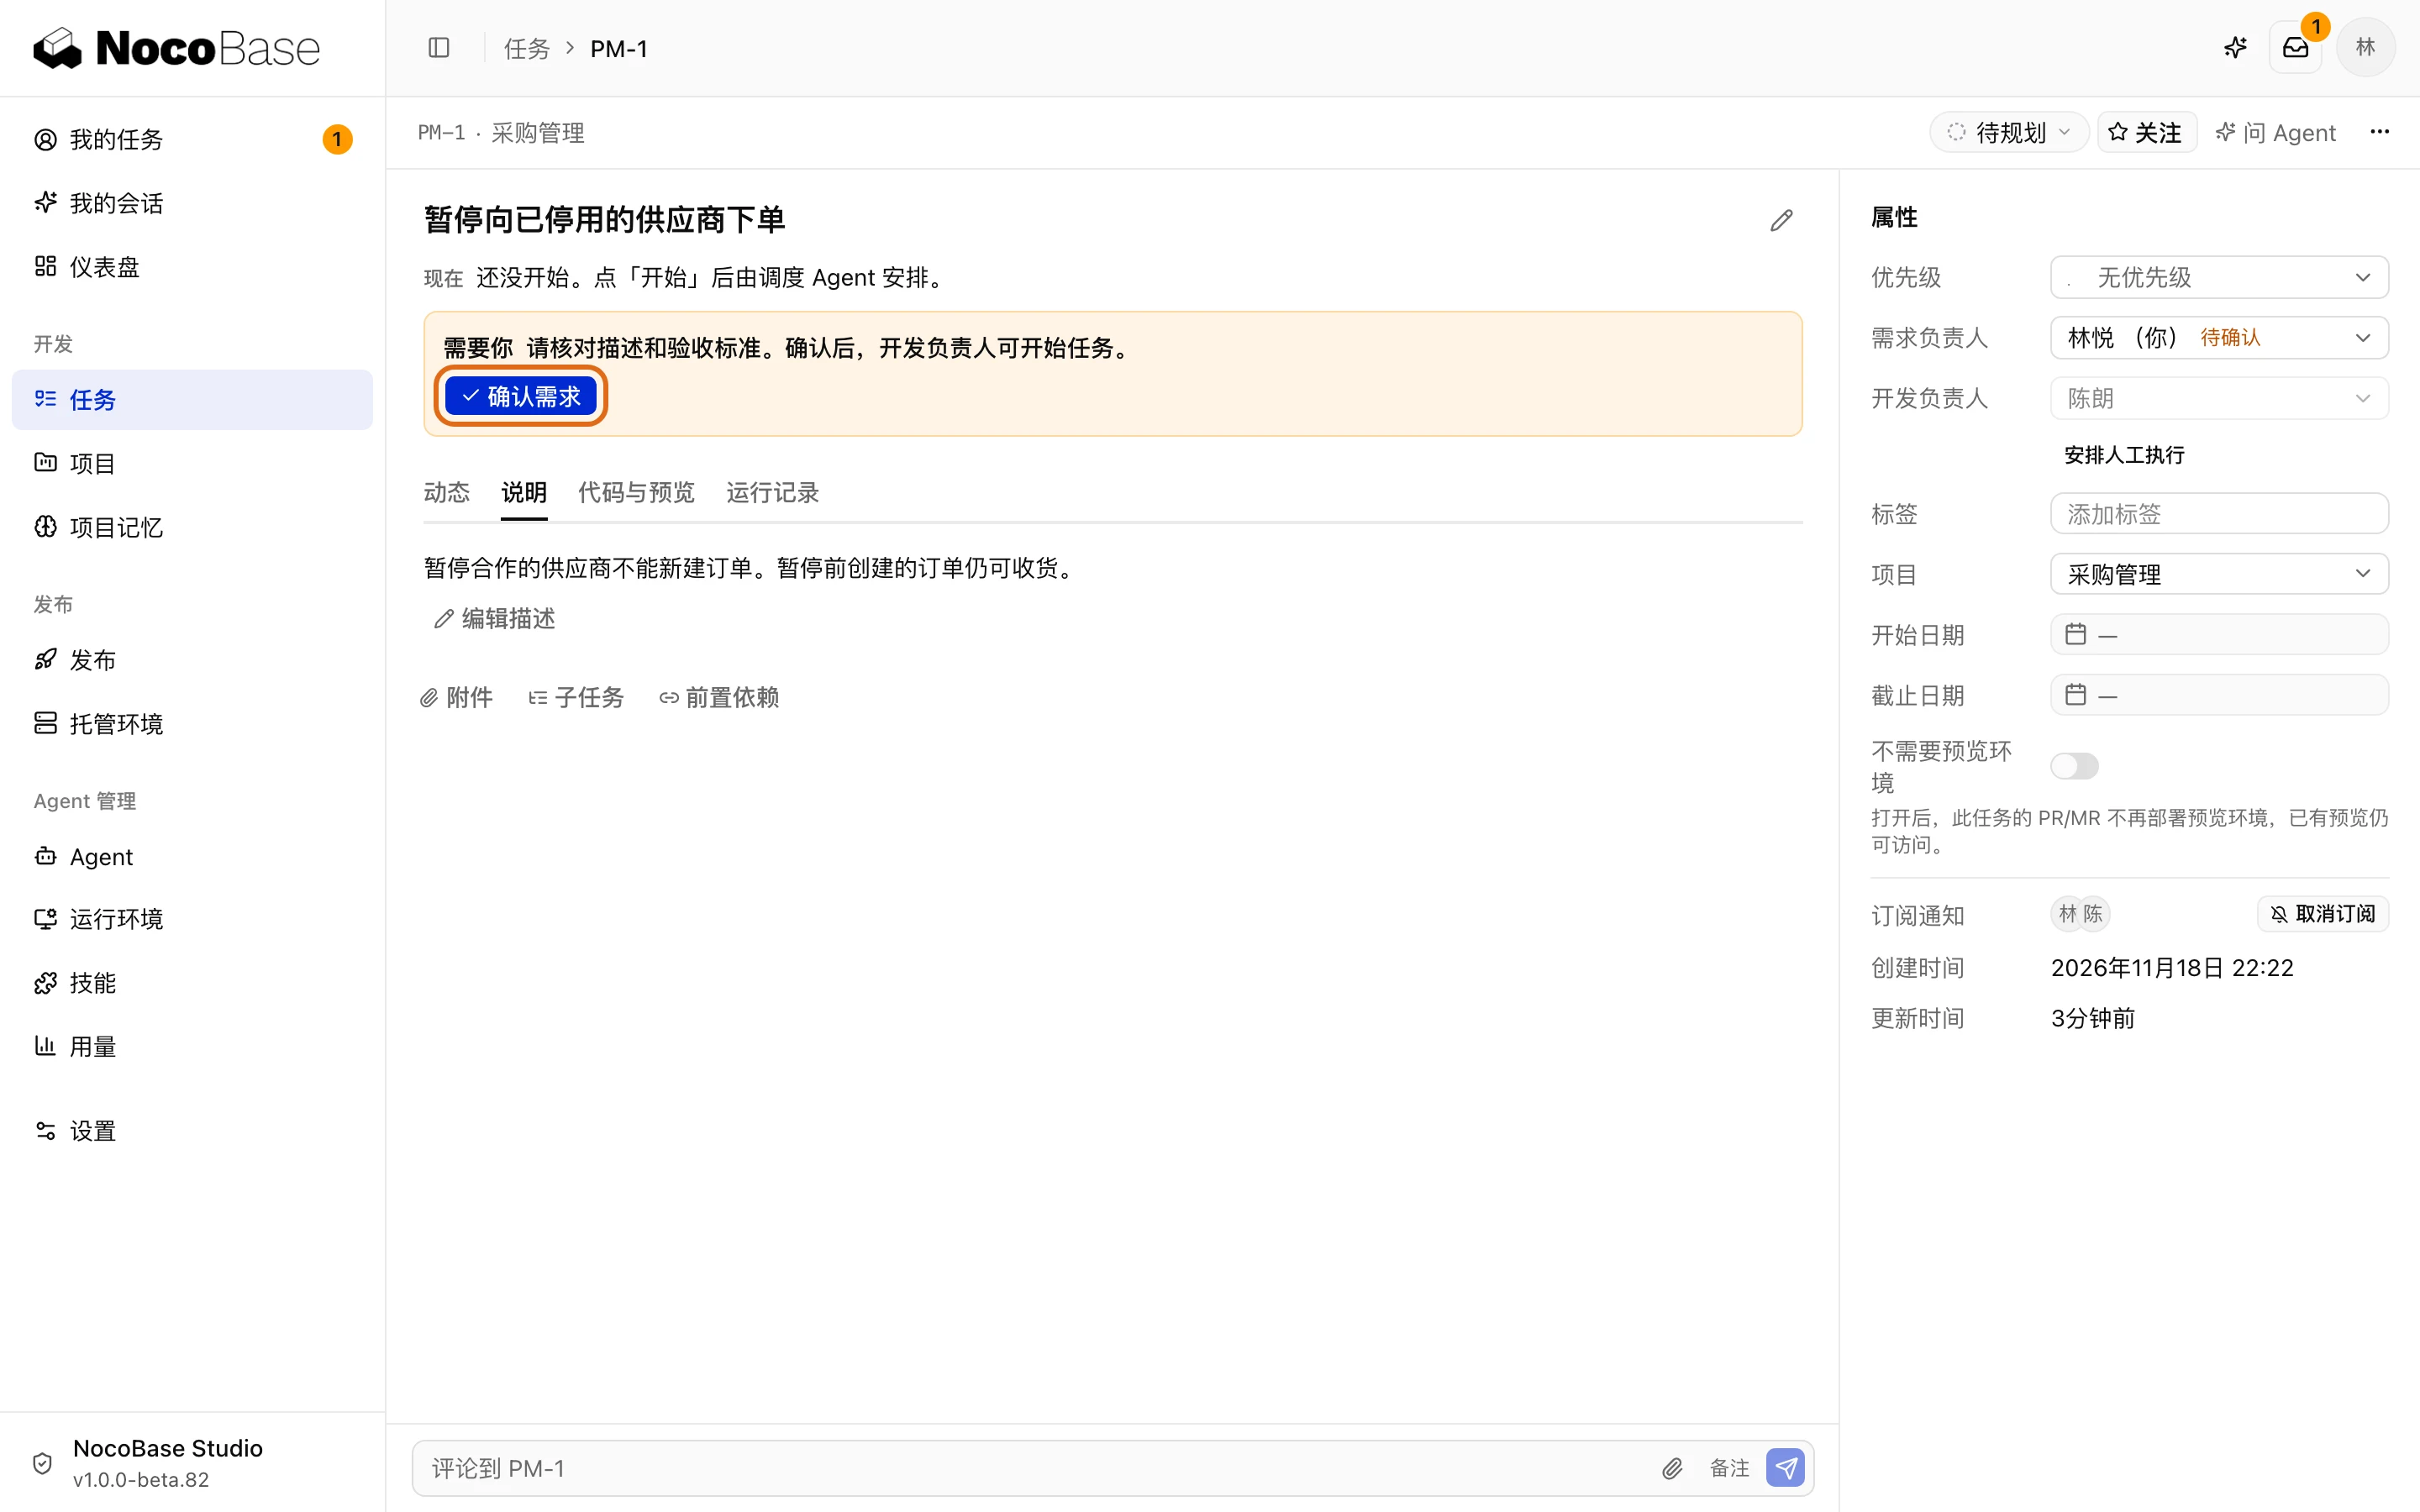 NocoBase
任务 > PM-1
1
林
我的任务
1
我的会话
仪表盘
开发
任务
项目
项目记忆
发布
发布
托管环境
Agent 管理
Agent
运行环境
技能
用量
设置
NocoBase Studio
v1.0.0-beta.82
PM-1 · 采购管理
待规划
关注
问 Agent
暂停向已停用的供应商下单
现在 还没开始。点「开始」后由调度 Agent 安排。
需要你 请核对描述和验收标准。确认后，开发负责人可开始任务。
确认需求
动态 说明 代码与预览 运行记录
暂停合作的供应商不能新建订单。暂停前创建的订单仍可收货。
编辑描述
附件 子任务 前置依赖
评论到 PM-1
备注
属性
优先级 无优先级
需求负责人 林悦 （你） 待确认
开发负责人 陈朗
安排人工执行
标签 添加标签
项目 采购管理
开始日期 —
截止日期 —
不需要预览环
境
打开后，此任务的 PR/MR 不再部署预览环境，已有预览仍
可访问。
订阅通知 林 陈 取消订阅
创建时间 2026年11月18日 22:22
更新时间 3分钟前